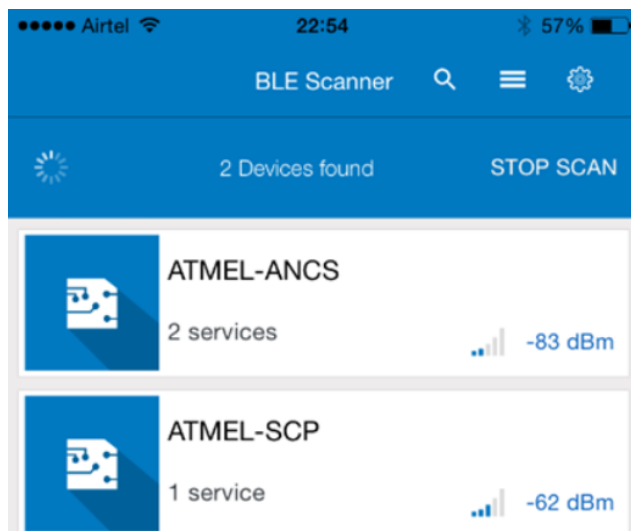 Airtel 22:54 57%
BLE Scanner
2 Devices found STOP SCAN
ATMEL-ANCS
2 services
-83 dBm
ATMEL-SCP
1 service
-62 dBm